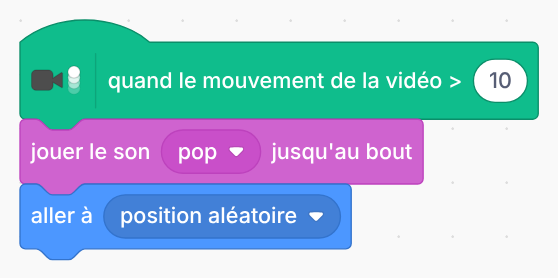 quand le mouvement de la vidéo > 10
jouer le son pop jusqu'au bout
aller à position aléatoire